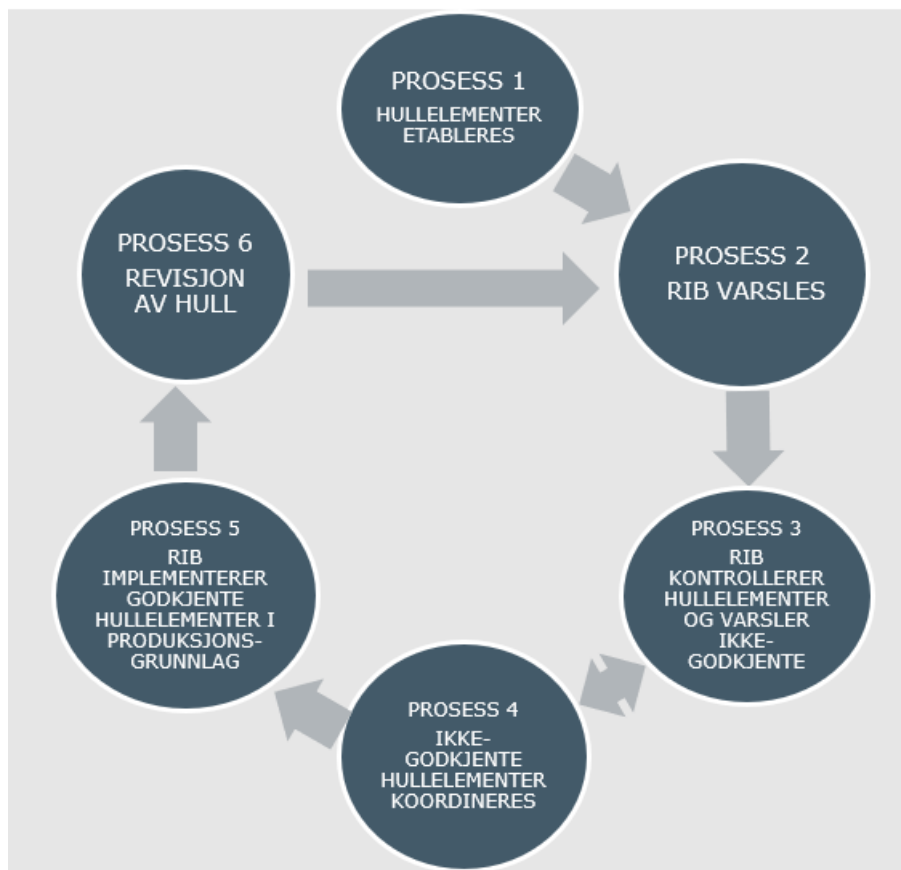 PROSESS 1
HULLELEMENTER
ETABLERES
PROSESS 2
RIB VARSLES
PROSESS 3
RIB
KONTROLLERER
HULLELEMENTER
OG VARSLER
IKKE-
GODKJENTE
PROSESS 4
IKKE-
GODKJENTE
HULLELEMENTER
KOORDINERES
PROSESS 5
RIB
IMPLEMENTERER
GODKJENTE
HULLELEMENTER I
PRODUKSJONS-
GRUNNLAG
PROSESS 6
REVISJON
AV HULL